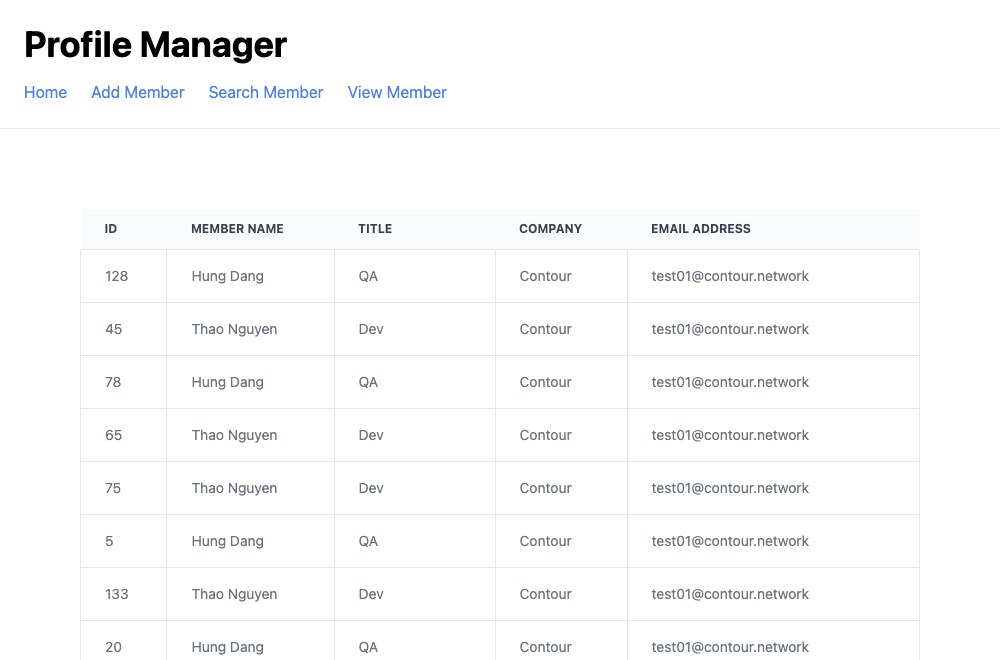 Profile Manager
Home Add Member Search Member View Member
ID MEMBER NAME TITLE COMPANY EMAIL ADDRESS
128 Hung Dang QA Contour test01@contour.network
45 Thao Nguyen Dev Contour test01@contour.network
78 Hung Dang QA Contour test01@contour.network
65 Thao Nguyen Dev Contour test01@contour.network
75 Thao Nguyen Dev Contour test01@contour.network
5 Hung Dang QA Contour test01@contour.network
133 Thao Nguyen Dev Contour test01@contour.network
20 Hung Dang QA Contour test01@contour.network